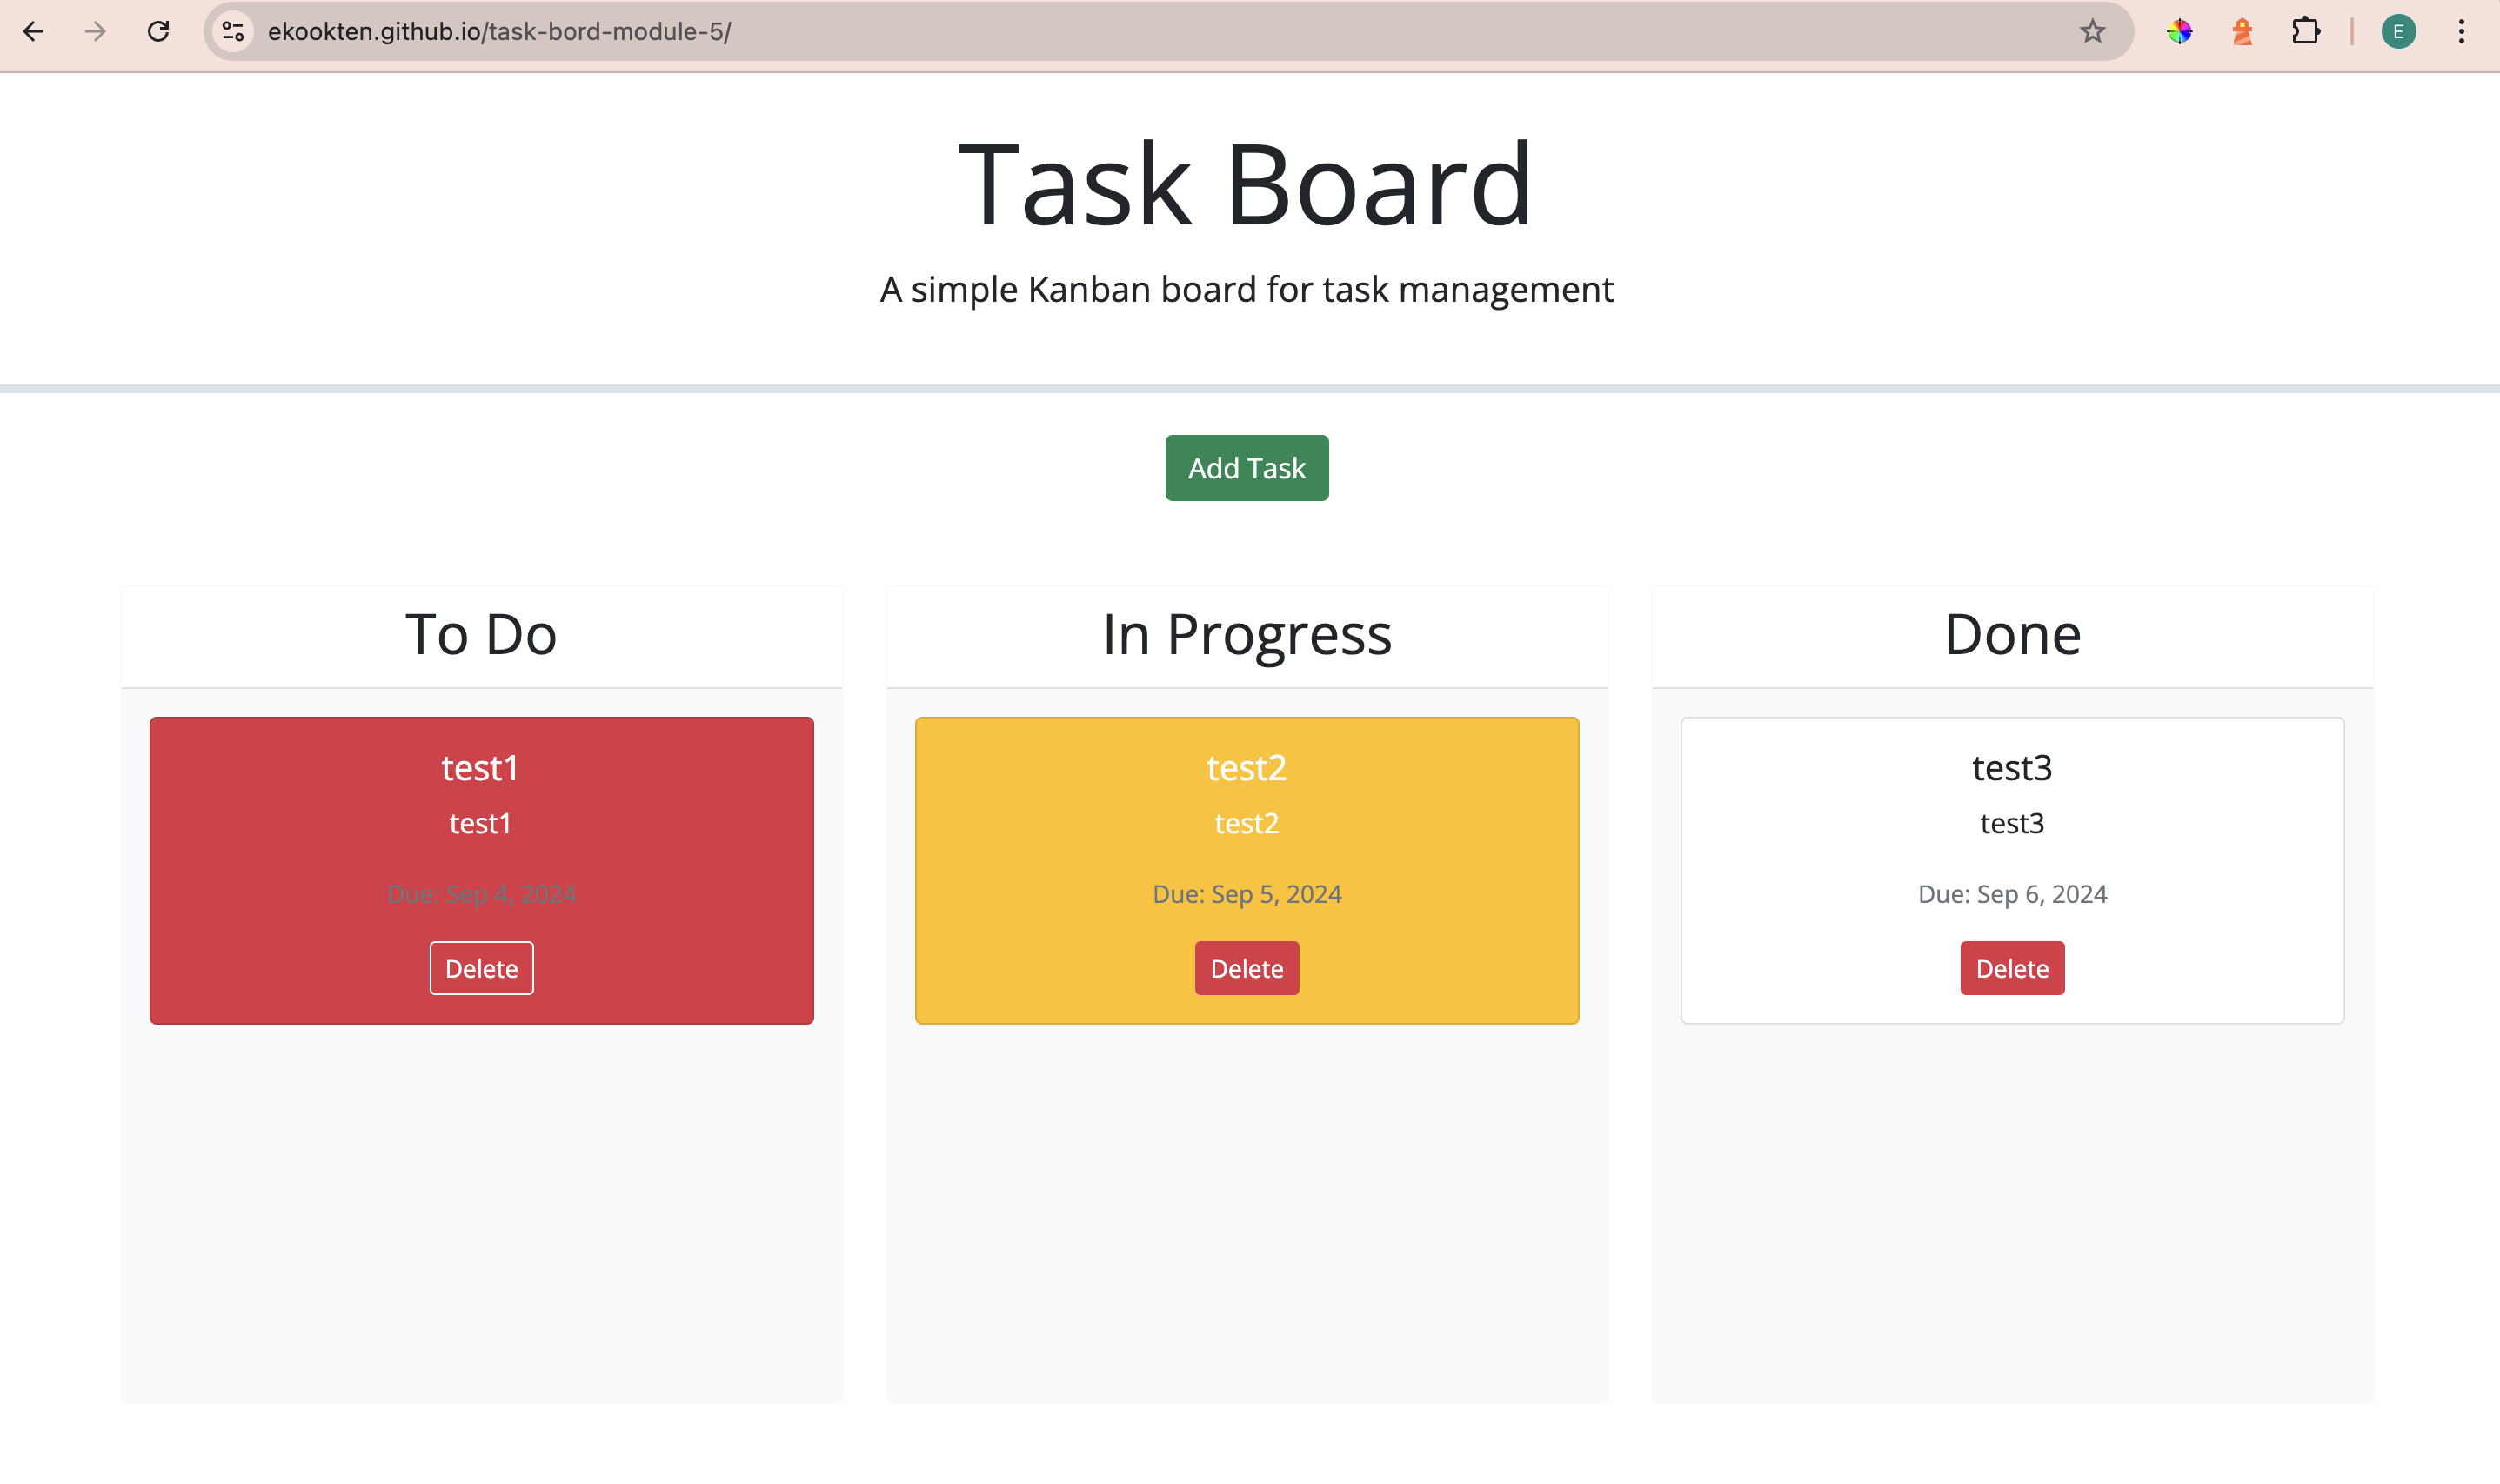 ekookten.github.io/task-bord-module-5/
E
Task Board
A simple Kanban board for task management
Add Task
To Do
test1
test1
Due: Sep 4, 2024
Delete
In Progress
test2
test2
Due: Sep 5, 2024
Delete
Done
test3
test3
Due: Sep 6, 2024
Delete